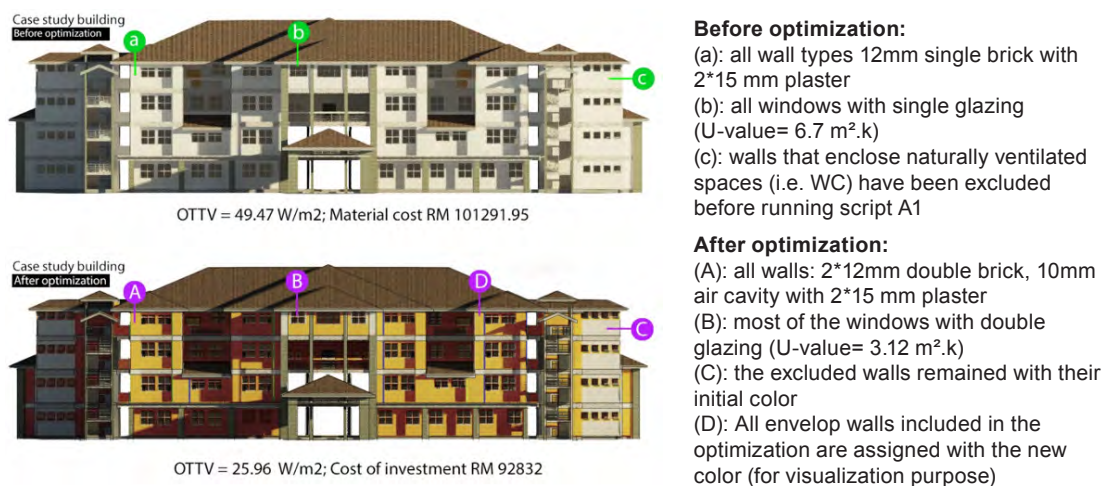 Case study building
Before optimization
a
b
c
OTTV = 49.47 W/m2; Material cost RM 101291.95
Case study building
After optimization
A
B
D
C
OTTV = 25.96 W/m2; Cost of investment RM 92832
Before optimization:
(a): all wall types 12mm single brick with
2*15 mm plaster
(b): all windows with single glazing
(U-value= 6.7 m².k)
(c): walls that enclose naturally ventilated
spaces (i.e. WC) have been excluded
before running script A1
After optimization:
(A): all walls: 2*12mm double brick, 10mm
air cavity with 2*15 mm plaster
(B): most of the windows with double
glazing (U-value= 3.12 m².k)
(C): the excluded walls remained with their
initial color
(D): All envelop walls included in the
optimization are assigned with the new
color (for visualization purpose)